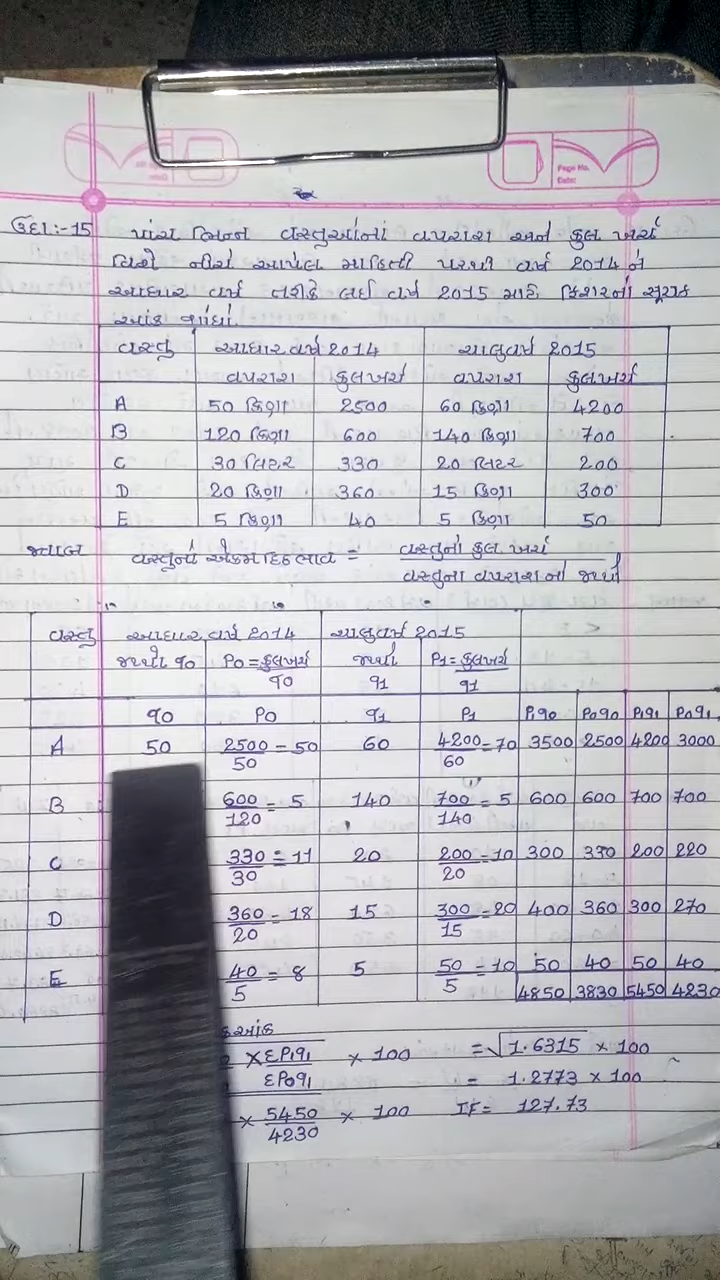 Page No.
Date:
ઉદા:-15 પાંચ ભિન્ન વસ્તુઓનાં વપરાશ અને કુલ ખર્ચ
વિશે નીચે આપેલ માહિતી પરથી વર્ષ 2014 ને
આધાર વર્ષ તરીકે લઈ વર્ષ 2015 માટે ફિશરનો સૂચક
આંક શોધો.
વસ્તુ આધાર વર્ષ 2014 ચાલુવર્ષ 2015
વપરાશ કુલખર્ચ વપરાશ કુલખર્ચ
A 50 કિગ્રા 2500 60 કિગ્રા 4200
B 120 કિગ્રા 600 140 કિગ્રા 700
C 30 લિટર 330 20 લિટર 200
D 20 કિગ્રા 360 15 કિગ્રા 300
E 5 કિગ્રા 40 5 કિગ્રા 50
જવાબ વસ્તુનો એકમદિઠ ભાવ = વસ્તુનો કુલ ખર્ચ
વસ્તુના વપરાશનો જથ્થો
વસ્તુ આધાર વર્ષ 2014 ચાલુવર્ષ 2015
જથ્થો q0 P0 = કુલખર્ચ જથ્થો P1 = કુલખર્ચ
q0 q1 q1
q0 P0 q1 P1 P1q0 P0q0 P1q1 P0q1
A 50 2500/50 = 50 60 4200/60 = 70 3500 2500 4200 3000
B 600/120 = 5 140 700/140 = 5 600 600 700 700
C 330/30 = 11 20 200/20 = 10 300 330 200 220
D 360/20 = 18 15 300/15 = 20 400 360 300 270
E 40/5 = 8 5 50/5 = 10 50 40 50 40
4850 3830 5450 4230
× ΣP1q1/ΣP0q1 × 100 = √1.6315 × 100
= 1.2773 × 100
× 5450/4230 × 100 IF = 127.73